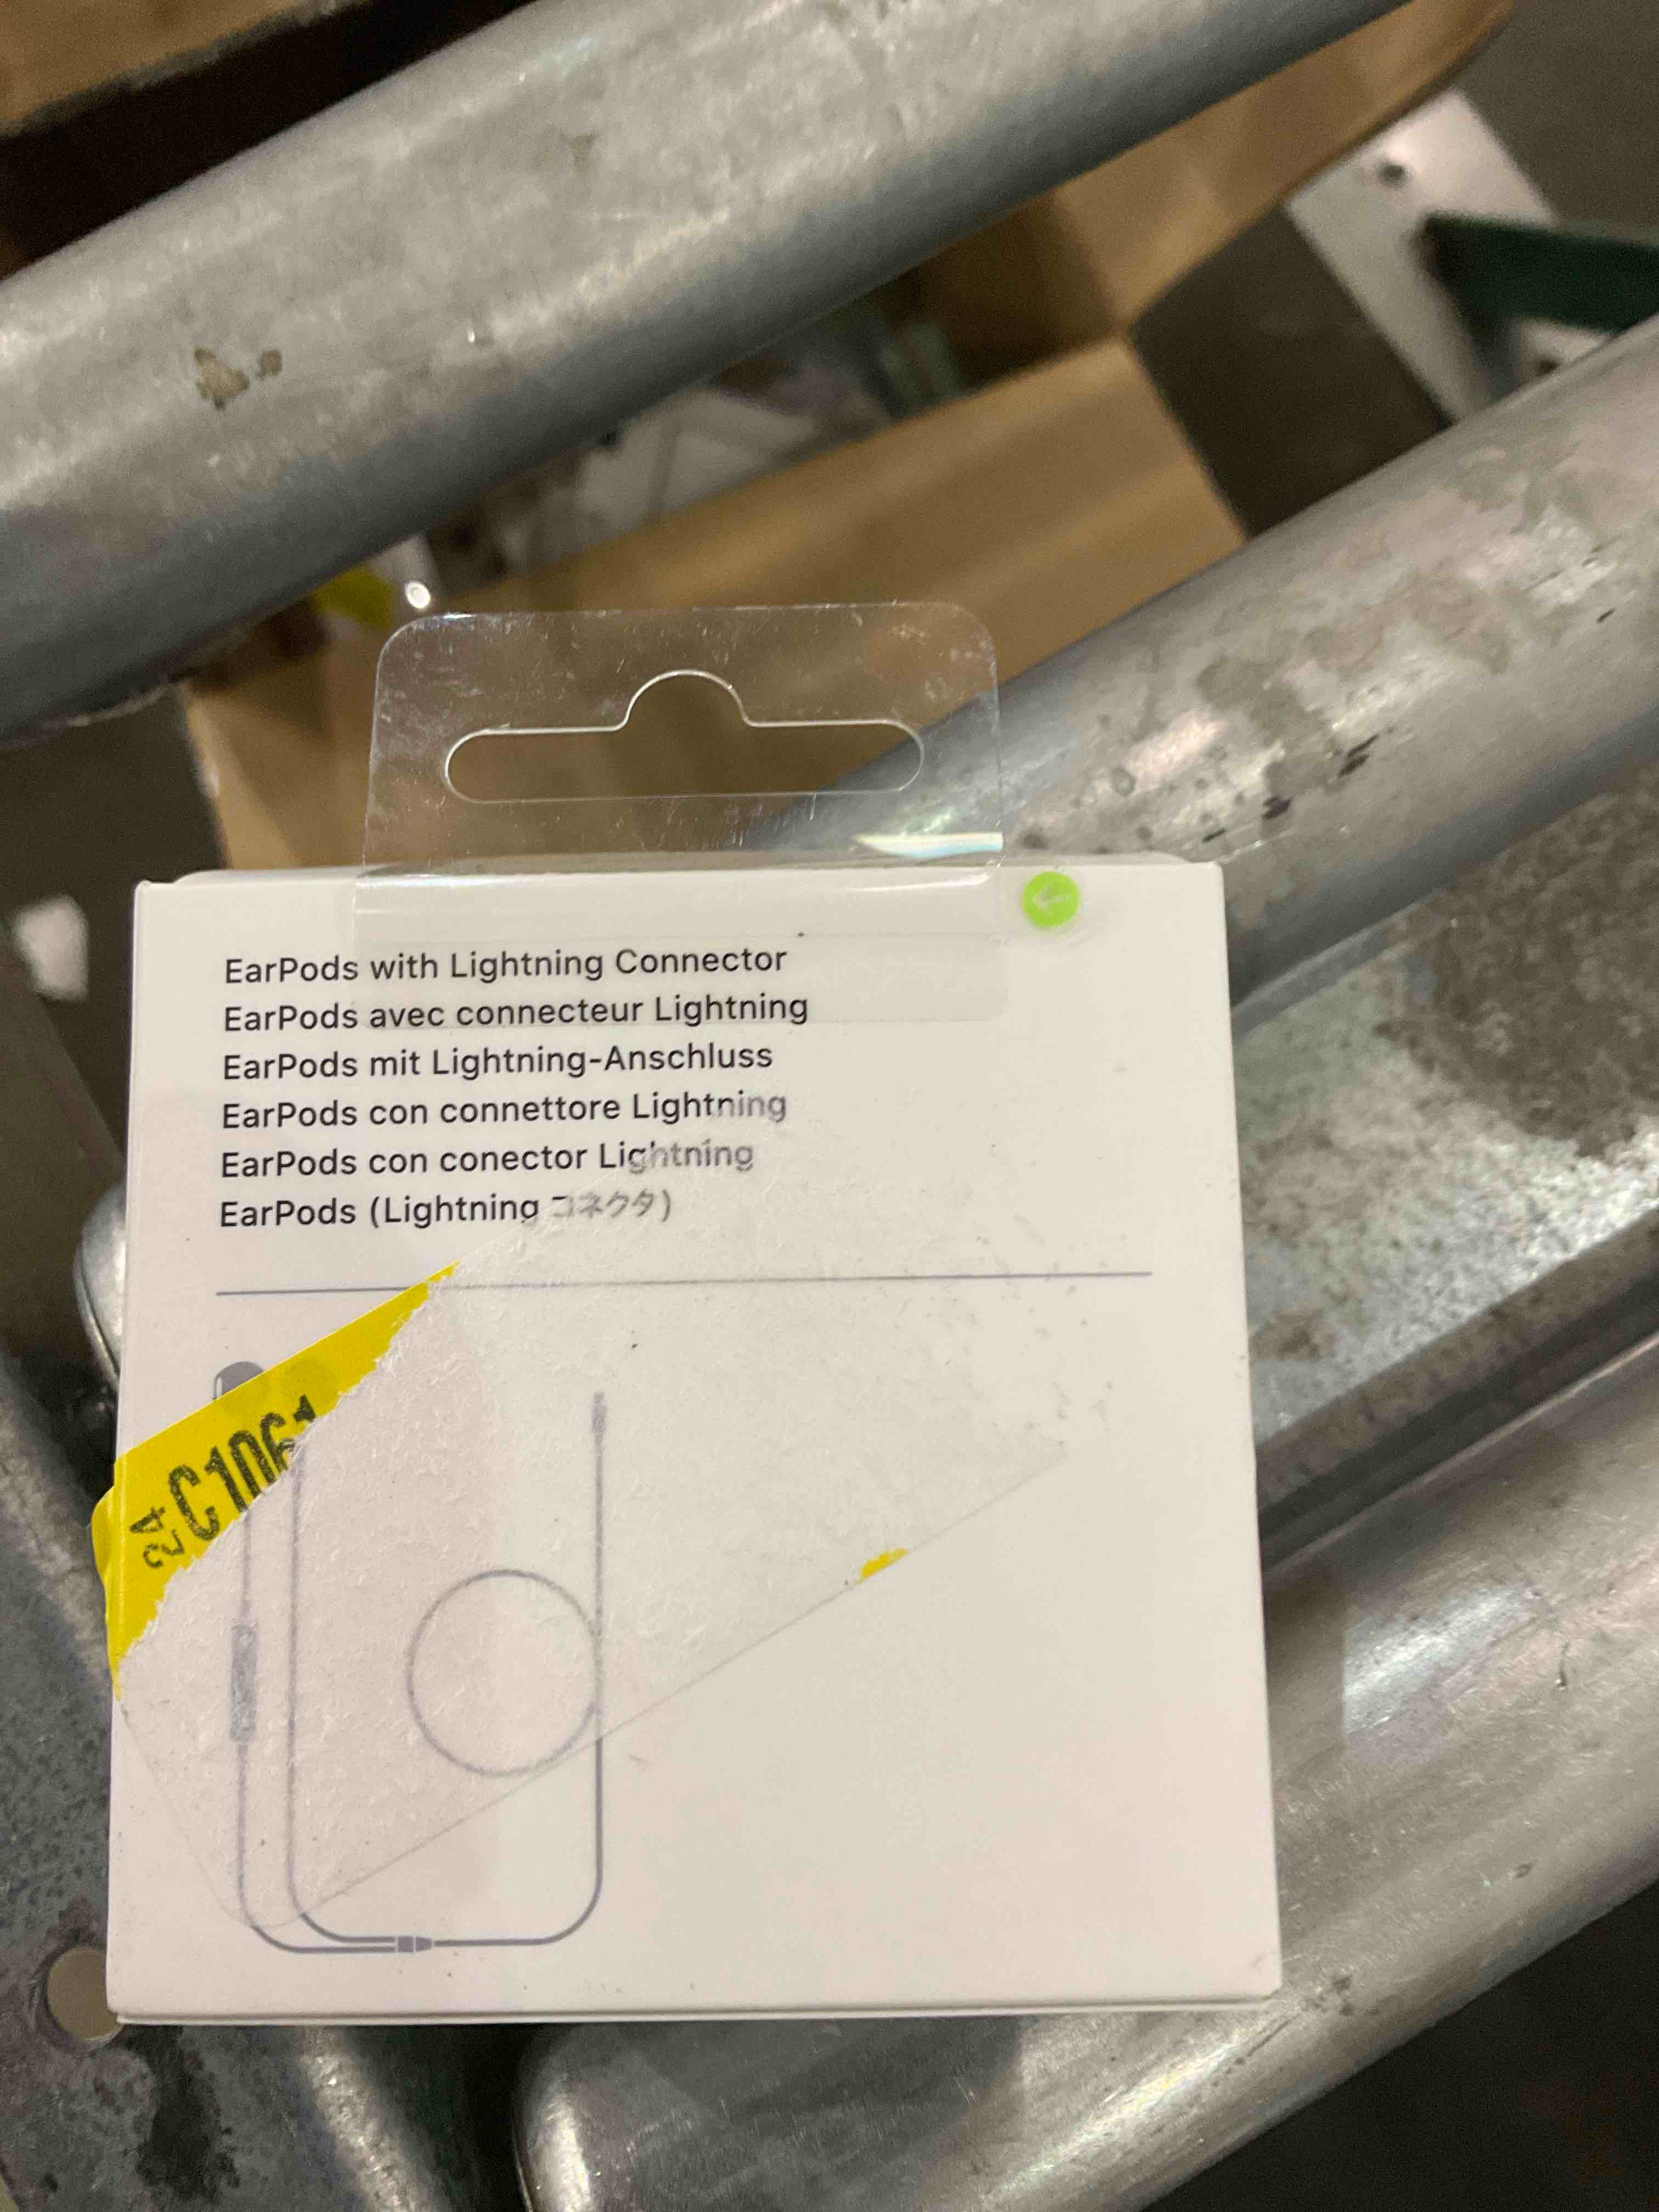 EarPods with Lightning Connector
EarPods avec connecteur Lightning
EarPods mit Lightning-Anschluss
EarPods con connettore Lightning
EarPods con conector Lightning
EarPods (Lightning コネクタ)
24